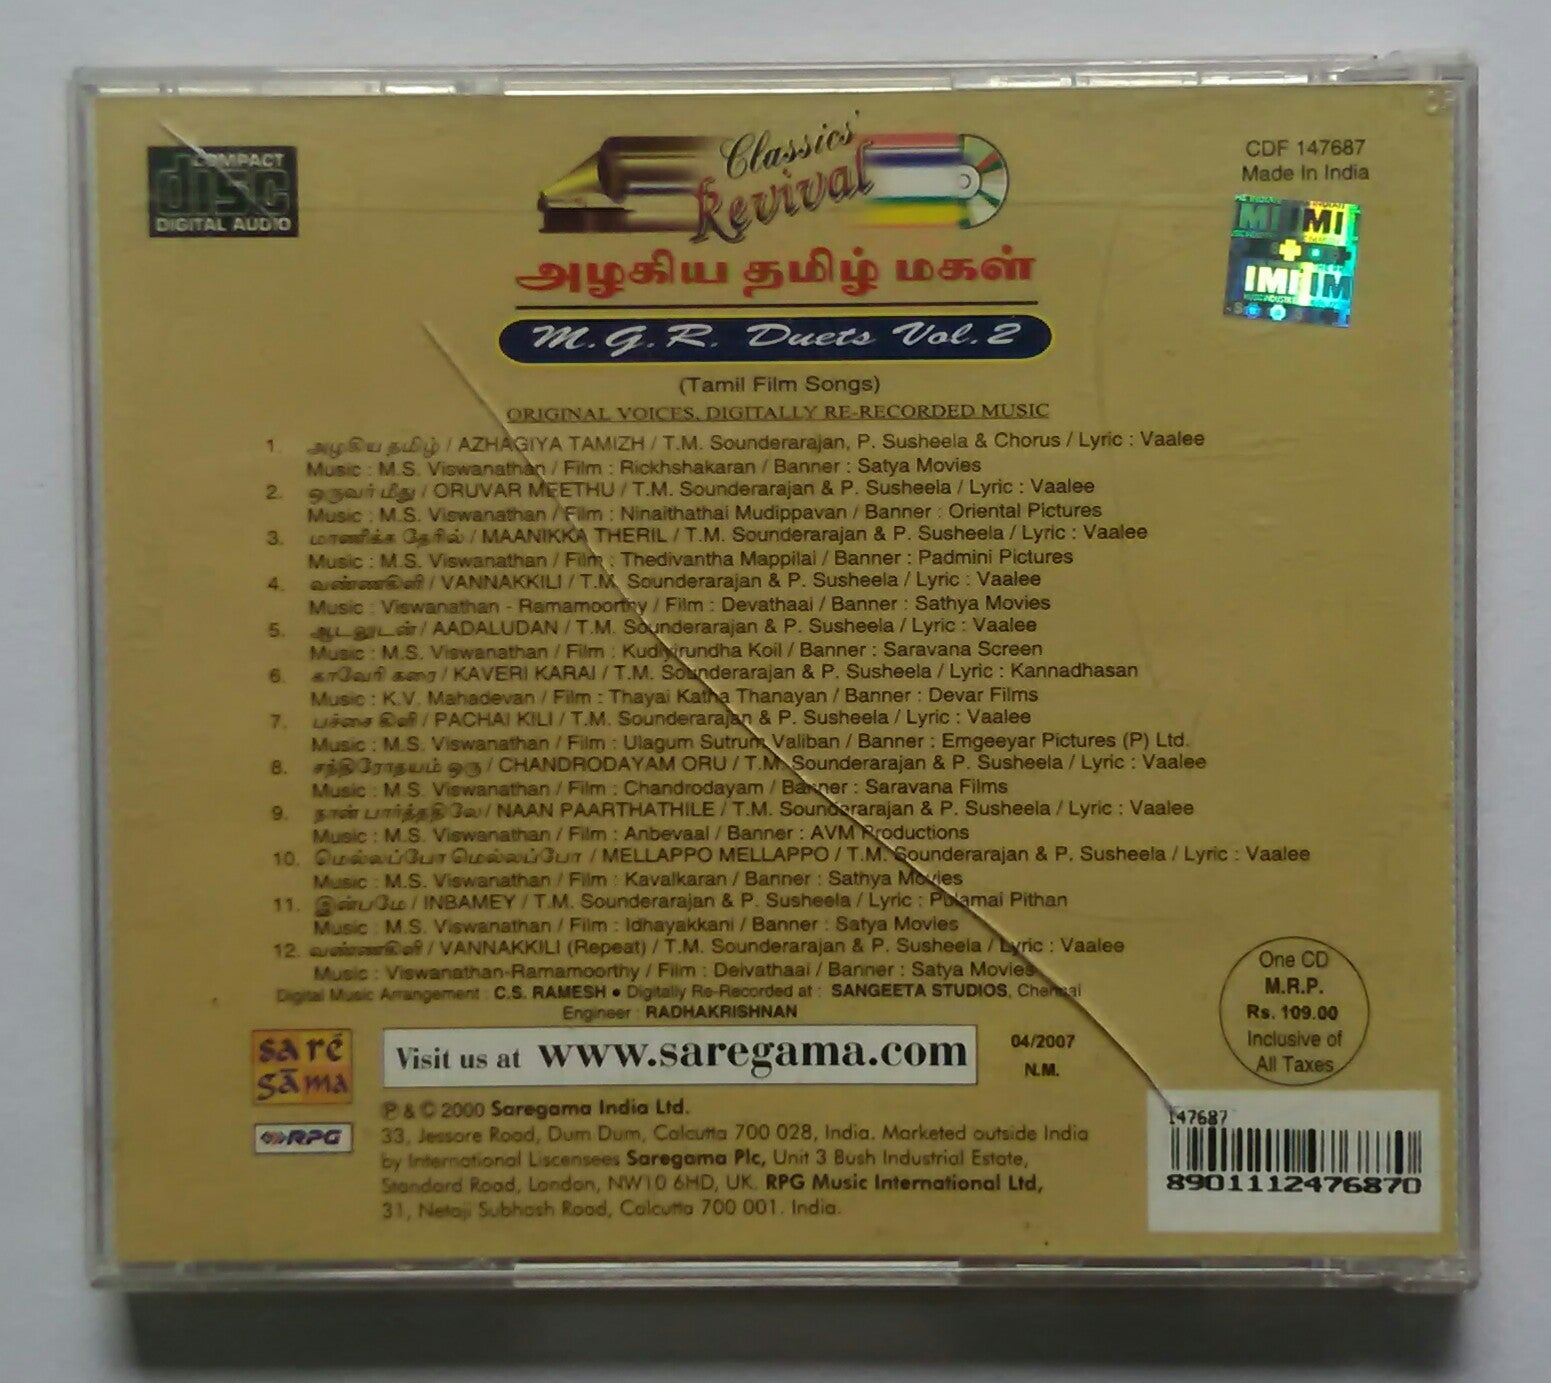 COMPACT
disc
DIGITAL AUDIO
Classics'
Revival
CDF 147687
Made In India
அழகிய தமிழ் மகள்
M.G.R. Duets Vol.2
(Tamil Film Songs)
ORIGINAL VOICES, DIGITALLY RE-RECORDED MUSIC
1. அழகிய தமிழ் / AZHAGIYA TAMIZH / T.M. Sounderarajan, P. Susheela & Chorus / Lyric : Vaalee
Music : M.S. Viswanathan / Film : Rickhshakaran / Banner : Satya Movies
2. ஒருவர் மீது / ORUVAR MEETHU / T.M. Sounderarajan & P. Susheela / Lyric : Vaalee
Music : M.S. Viswanathan / Film : Ninaithathai Mudippavan / Banner : Oriental Pictures
3. மாணிக்க தேரில் / MAANIKKA THERIL / T.M. Sounderarajan & P. Susheela / Lyric : Vaalee
Music : M.S. Viswanathan / Film : Thedivantha Mappilai / Banner : Padmini Pictures
4. வண்ணகிளி / VANNAKKILI / T.M. Sounderarajan & P. Susheela / Lyric : Vaalee
Music : Viswanathan - Ramamoorthy / Film : Devathaai / Banner : Sathya Movies
5. ஆடலுடன் / AADALUDAN / T.M. Sounderarajan & P. Susheela / Lyric : Vaalee
Music : M.S. Viswanathan / Film : Kudiyirundha Koil / Banner : Saravana Screen
6. காவேரி கரை / KAVERI KARAI / T.M. Sounderarajan & P. Susheela / Lyric : Kannadhasan
Music : K.V. Mahadevan / Film : Thayai Katha Thanayan / Banner : Devar Films
7. பச்சை கிளி / PACHAI KILI / T.M. Sounderarajan & P. Susheela / Lyric : Vaalee
Music : M.S. Viswanathan / Film : Ulagum Sutrum Valiban / Banner : Emgeeyar Pictures (P) Ltd.
8. சந்திரோதயம் ஒரு / CHANDRODAYAM ORU / T.M. Sounderarajan & P. Susheela / Lyric : Vaalee
Music : M.S. Viswanathan / Film : Chandrodayam / Banner : Saravana Films
9. நான் பார்த்ததிலே / NAAN PAARTHATHILE / T.M. Sounderarajan & P. Susheela / Lyric : Vaalee
Music : M.S. Viswanathan / Film : Anbevaal / Banner : AVM Productions
10. மெல்லப்போ மெல்லப்போ / MELLAPPO MELLAPPO / T.M. Sounderarajan & P. Susheela / Lyric : Vaalee
Music : M.S. Viswanathan / Film : Kavalkaran / Banner : Sathya Movies
11. இன்பமே / INBAMEY / T.M. Sounderarajan & P. Susheela / Lyric : Pulamai Pithan
Music : M.S. Viswanathan / Film : Idhayakkani / Banner : Satya Movies
12. வண்ணகிளி / VANNAKKILI (Repeat) / T.M. Sounderarajan & P. Susheela / Lyric : Vaalee
Music : Viswanathan-Ramamoorthy / Film : Deivathaai / Banner : Satya Movies
Digital Music Arrangement : C.S. RAMESH • Digitally Re-Recorded at : SANGEETA STUDIOS, Chennai
Engineer : RADHAKRISHNAN
One CD
M.R.P.
Rs. 109.00
Inclusive of
All Taxes
sa re
gama
RPG
Visit us at www.saregama.com
04/2007
N.M.
℗ & © 2000 Saregama India Ltd.
33, Jessore Road, Dum Dum, Calcutta 700 028, India. Marketed outside India
by International Liscensees Saregama Plc, Unit 3 Bush Industrial Estate,
Standard Road, London, NW10 6HD, UK. RPG Music International Ltd,
31, Netaji Subhash Road, Calcutta 700 001. India.
147687
8901112476870